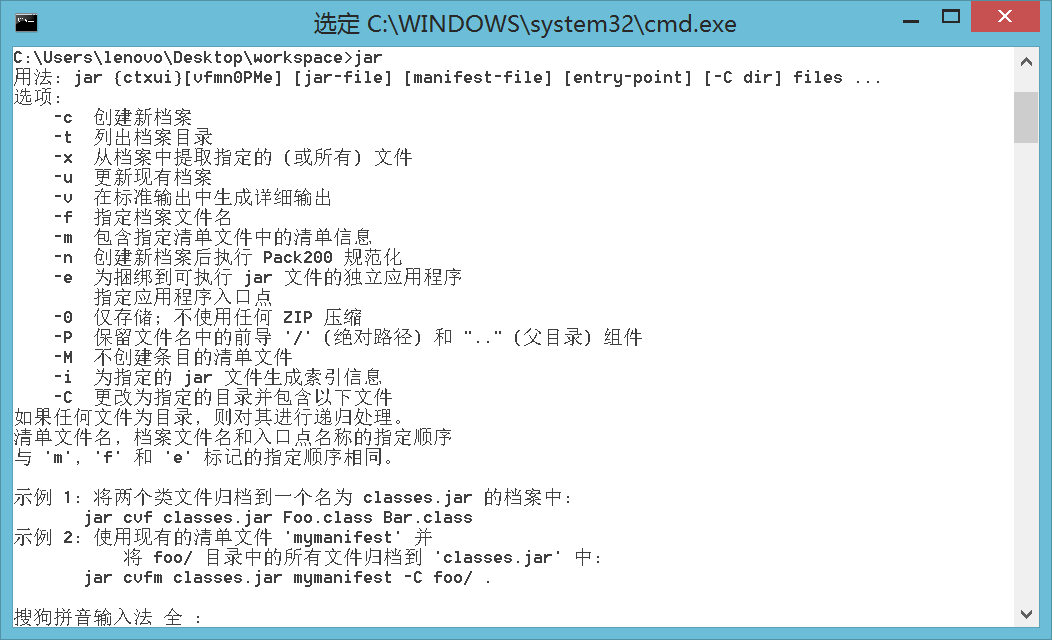 选定 C:\WINDOWS\system32\cmd.exe
C:\Users\lenovo\Desktop\workspace>jar
用法: jar {ctxui}[vfmn0PMe] [jar-file] [manifest-file] [entry-point] [-C dir] files ...
选项:
-c 创建新档案
-t 列出档案目录
-x 从档案中提取指定的 (或所有) 文件
-u 更新现有档案
-v 在标准输出中生成详细输出
-f 指定档案文件名
-m 包含指定清单文件中的清单信息
-n 创建新档案后执行 Pack200 规范化
-e 为捆绑到可执行 jar 文件的独立应用程序
指定应用程序入口点
-0 仅存储; 不使用任何 ZIP 压缩
-P 保留文件名中的前导 '/' (绝对路径) 和 ".." (父目录) 组件
-M 不创建条目的清单文件
-i 为指定的 jar 文件生成索引信息
-C 更改为指定的目录并包含以下文件
如果任何文件为目录, 则对其进行递归处理。
清单文件名, 档案文件名和入口点名称的指定顺序
与 'm', 'f' 和 'e' 标记的指定顺序相同。
示例 1: 将两个类文件归档到一个名为 classes.jar 的档案中:
jar cvf classes.jar Foo.class Bar.class
示例 2: 使用现有的清单文件 'mymanifest' 并
将 foo/ 目录中的所有文件归档到 'classes.jar' 中:
jar cvfm classes.jar mymanifest -C foo/ .
搜狗拼音输入法 全 :